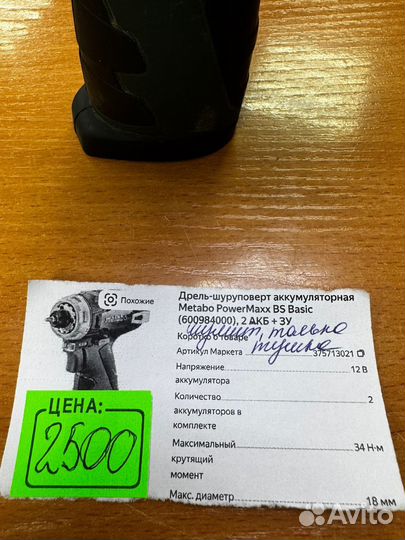 Похожие
Дрель-шуруповерт аккумуляторная
Metabo PowerMaxx BS Basic
(600984000), 2 АКБ + ЗУ
шумит, только
тушка
Коротко о товаре
Артикул Маркета 375713021
Напряжение 12 В
аккумулятора
Количество 2
аккумуляторов в
комплекте
Максимальный 34 Н·м
крутящий
момент
Макс. диаметр 18 мм
ЦЕНА:
2500
Avito